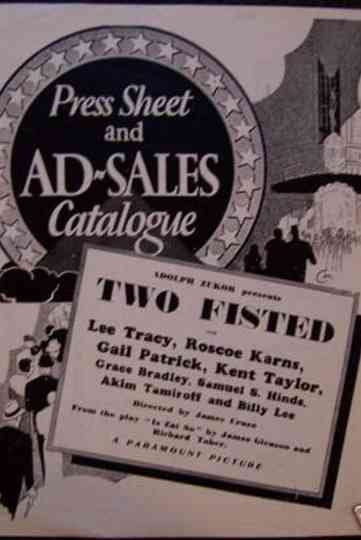 Press Sheet
and
AD-SALES
Catalogue
ADOLPH ZUKOR presents
TWO FISTED
Lee Tracy, Roscoe Karns,
Gail Patrick, Kent Taylor,
Grace Bradley, Samuel S. Hinds,
Akim Tamiroff and Billy Lee
Directed by James Cruze
From the play "Is Zat So" by James Gleason and
Richard Taber.
A PARAMOUNT PICTURE